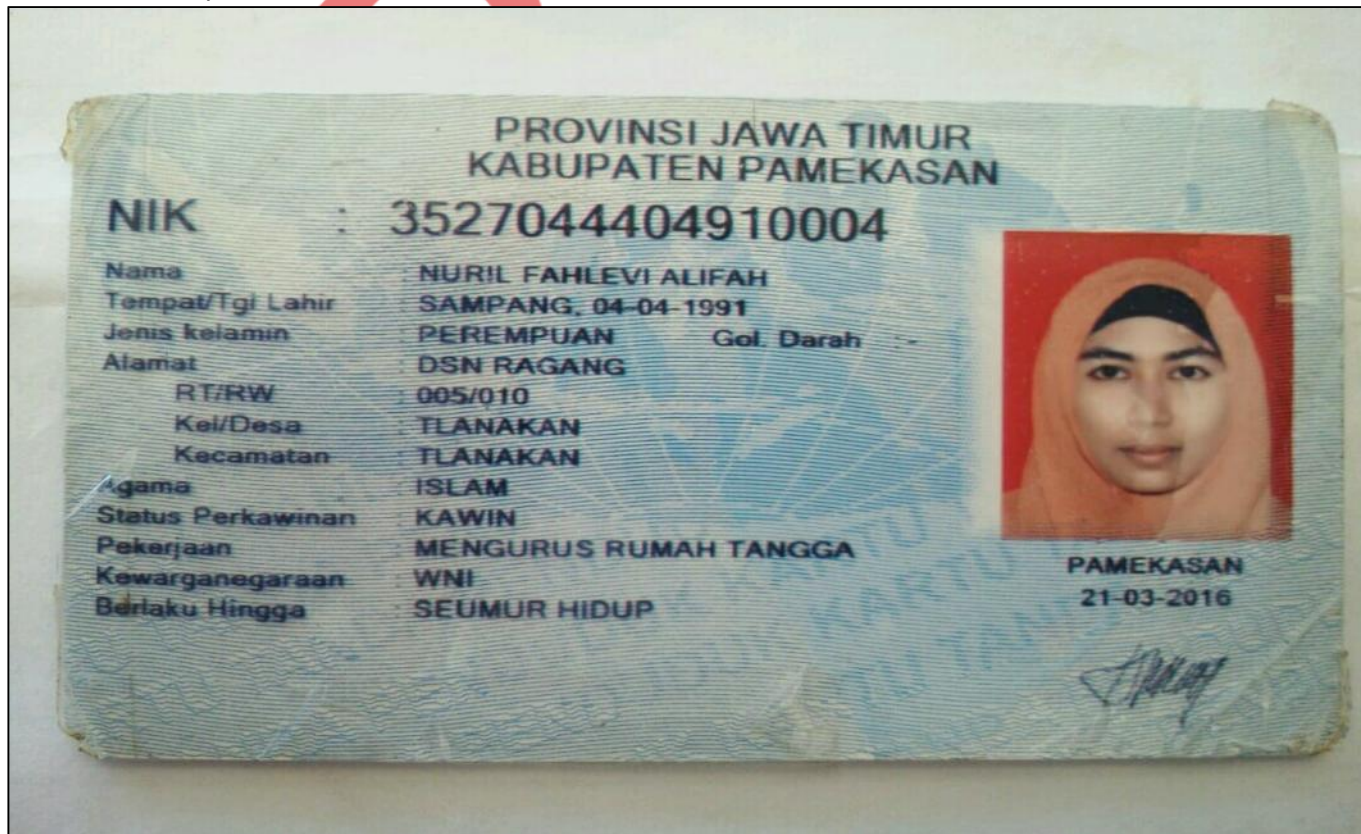 PROVINSI JAWA TIMUR
KABUPATEN PAMEKASAN
NIK : 3527044404910004
Nama : NURIL FAHLEVI ALIFAH
Tempat/Tgl Lahir : SAMPANG, 04-04-1991
Jenis kelamin : PEREMPUAN Gol. Darah : -
Alamat : DSN RAGANG
RT/RW : 005/010
Kel/Desa : TLANAKAN
Kecamatan : TLANAKAN
Agama : ISLAM
Status Perkawinan : KAWIN
Pekerjaan : MENGURUS RUMAH TANGGA
Kewarganegaraan : WNI
Berlaku Hingga : SEUMUR HIDUP
PAMEKASAN
21-03-2016